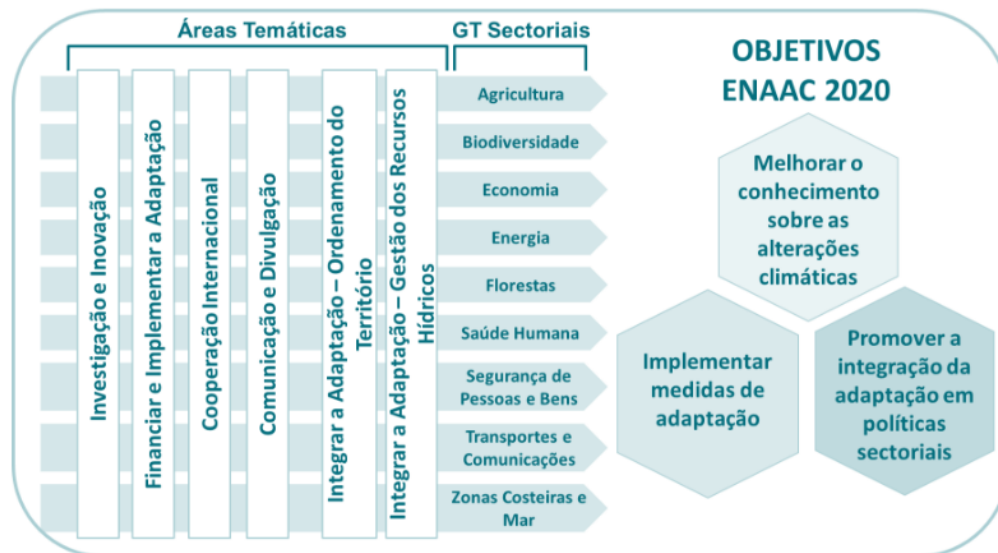 Áreas Temáticas
GT Sectoriais
Investigação e Inovação
Financiar e Implementar a Adaptação
Cooperação Internacional
Comunicação e Divulgação
Integrar a Adaptação – Ordenamento do
Território
Integrar a Adaptação – Gestão dos Recursos
Hídricos
Agricultura
Biodiversidade
Economia
Energia
Florestas
Saúde Humana
Segurança de
Pessoas e Bens
Transportes e
Comunicações
Zonas Costeiras e
Mar
OBJETIVOS
ENAAC 2020
Melhorar o
conhecimento
sobre as
alterações
climáticas
Implementar
medidas de
adaptação
Promover a
integração da
adaptação em
políticas
sectoriais